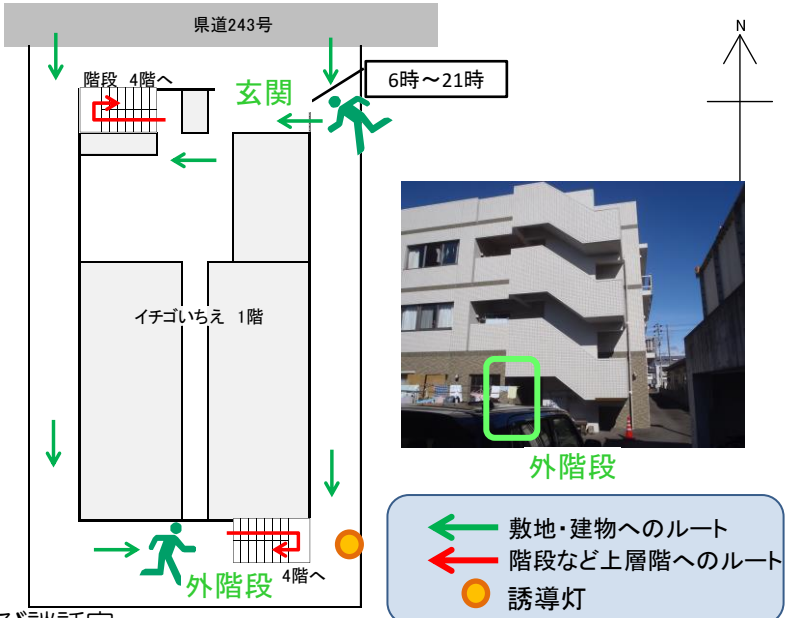 県道243号
N
階段 4階へ
玄関
6時～21時
イチゴいちえ 1階
外階段
外階段
4階へ
敷地・建物へのルート
階段など上層階へのルート
誘導灯